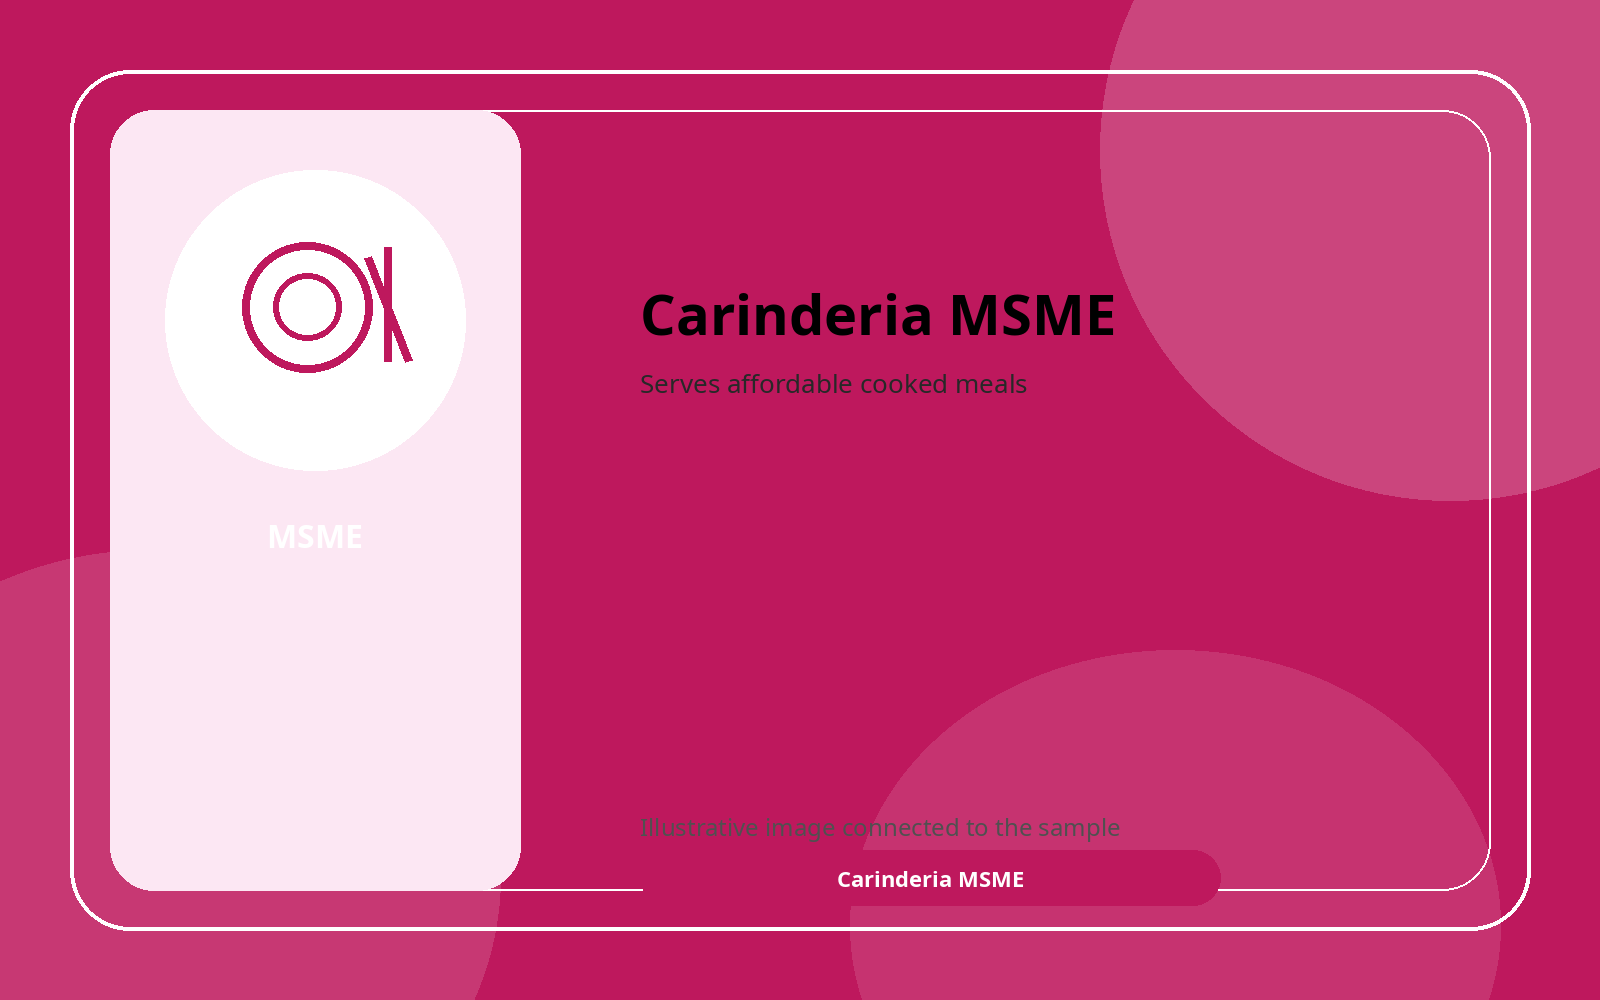 MSME
Carinderia MSME
Serves affordable cooked meals
Illustrative image connected to the sample
Carinderia MSME